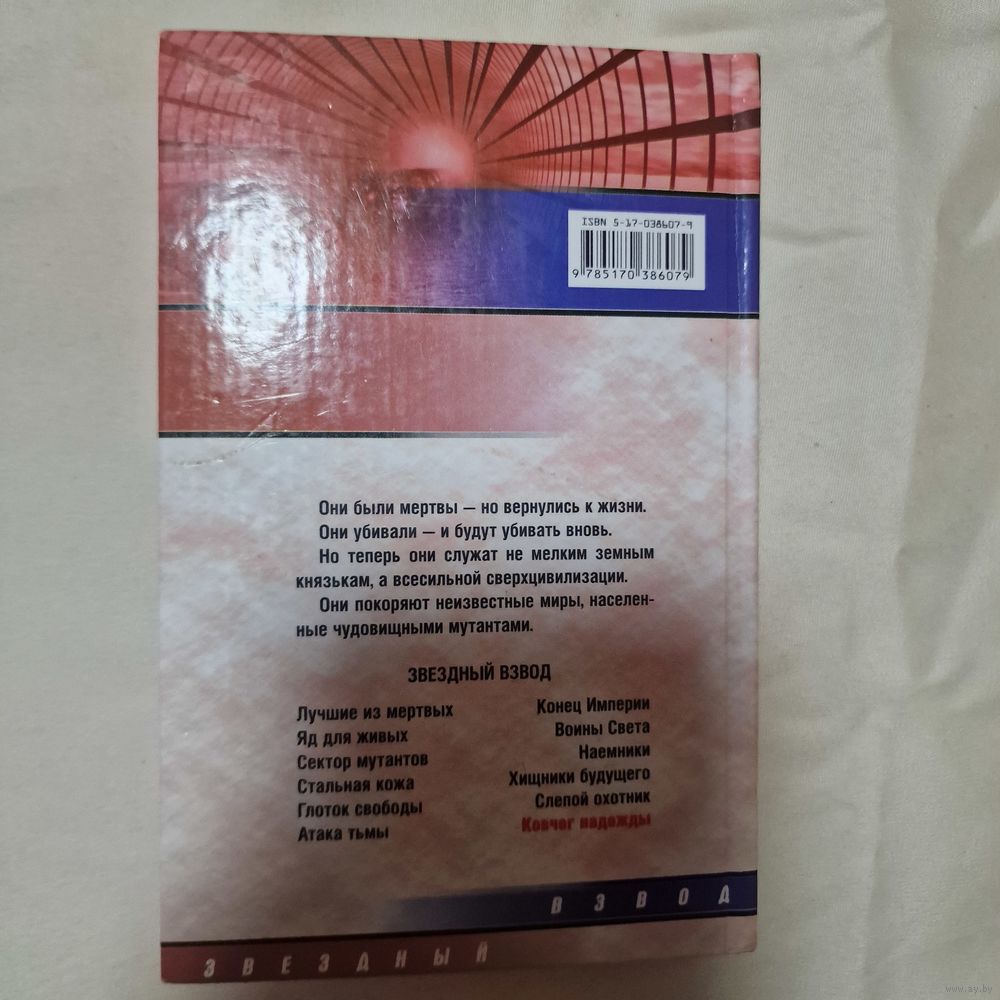 ISBN 5-17-038607-9
9 785170 386079
Они были мертвы — но вернулись к жизни.
Они убивали — и будут убивать вновь.
Но теперь они служат не мелким земным
князькам, а всесильной сверхцивилизации.
Они покоряют неизвестные миры, населен-
ные чудовищными мутантами.
ЗВЕЗДНЫЙ ВЗВОД
Лучшие из мертвых
Яд для живых
Сектор мутантов
Стальная кожа
Глоток свободы
Атака тьмы
Конец Империи
Воины Света
Наемники
Хищники будущего
Слепой охотник
Ковчег надежды
ВЗВОД
ЗВЕЗДНЫЙ
www.ay.by